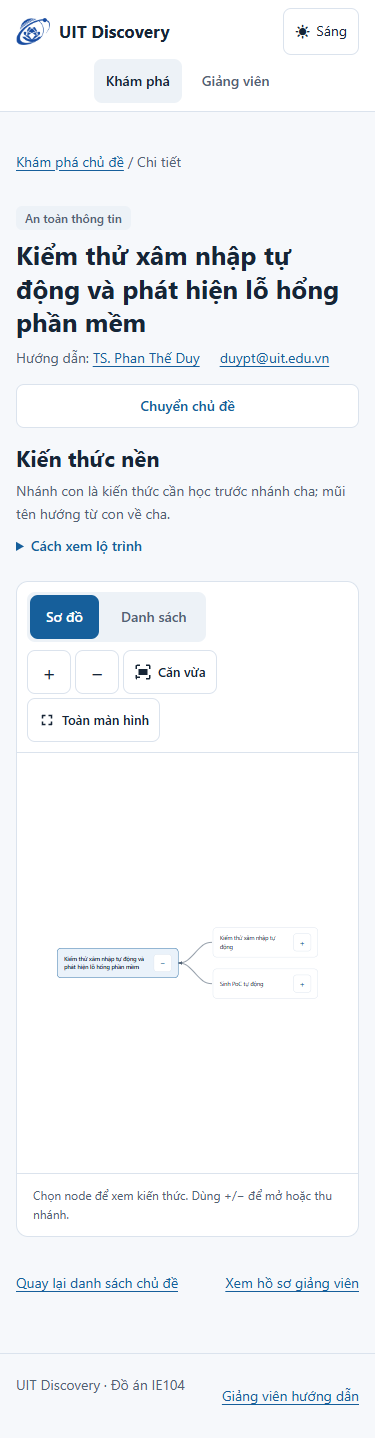 UIT Discovery
Sáng
Khám phá
Giảng viên
Khám phá chủ đề / Chi tiết
An toàn thông tin
Kiểm thử xâm nhập tự
động và phát hiện lỗ hổng
phần mềm
Hướng dẫn: TS. Phan Thế Duy duypt@uit.edu.vn
Chuyển chủ đề
Kiến thức nền
Nhánh con là kiến thức cần học trước nhánh cha; mũi
tên hướng từ con về cha.
Cách xem lộ trình
Sơ đồ
Danh sách
+
−
Căn vừa
Toàn màn hình
Kiểm thử xâm nhập tự động và
phát hiện lỗ hổng phần mềm
−
Kiểm thử xâm nhập tự
động
+
Sinh PoC tự động
+
Chọn node để xem kiến thức. Dùng +/− để mở hoặc thu
nhánh.
Quay lại danh sách chủ đề
Xem hồ sơ giảng viên
UIT Discovery · Đồ án IE104
Giảng viên hướng dẫn